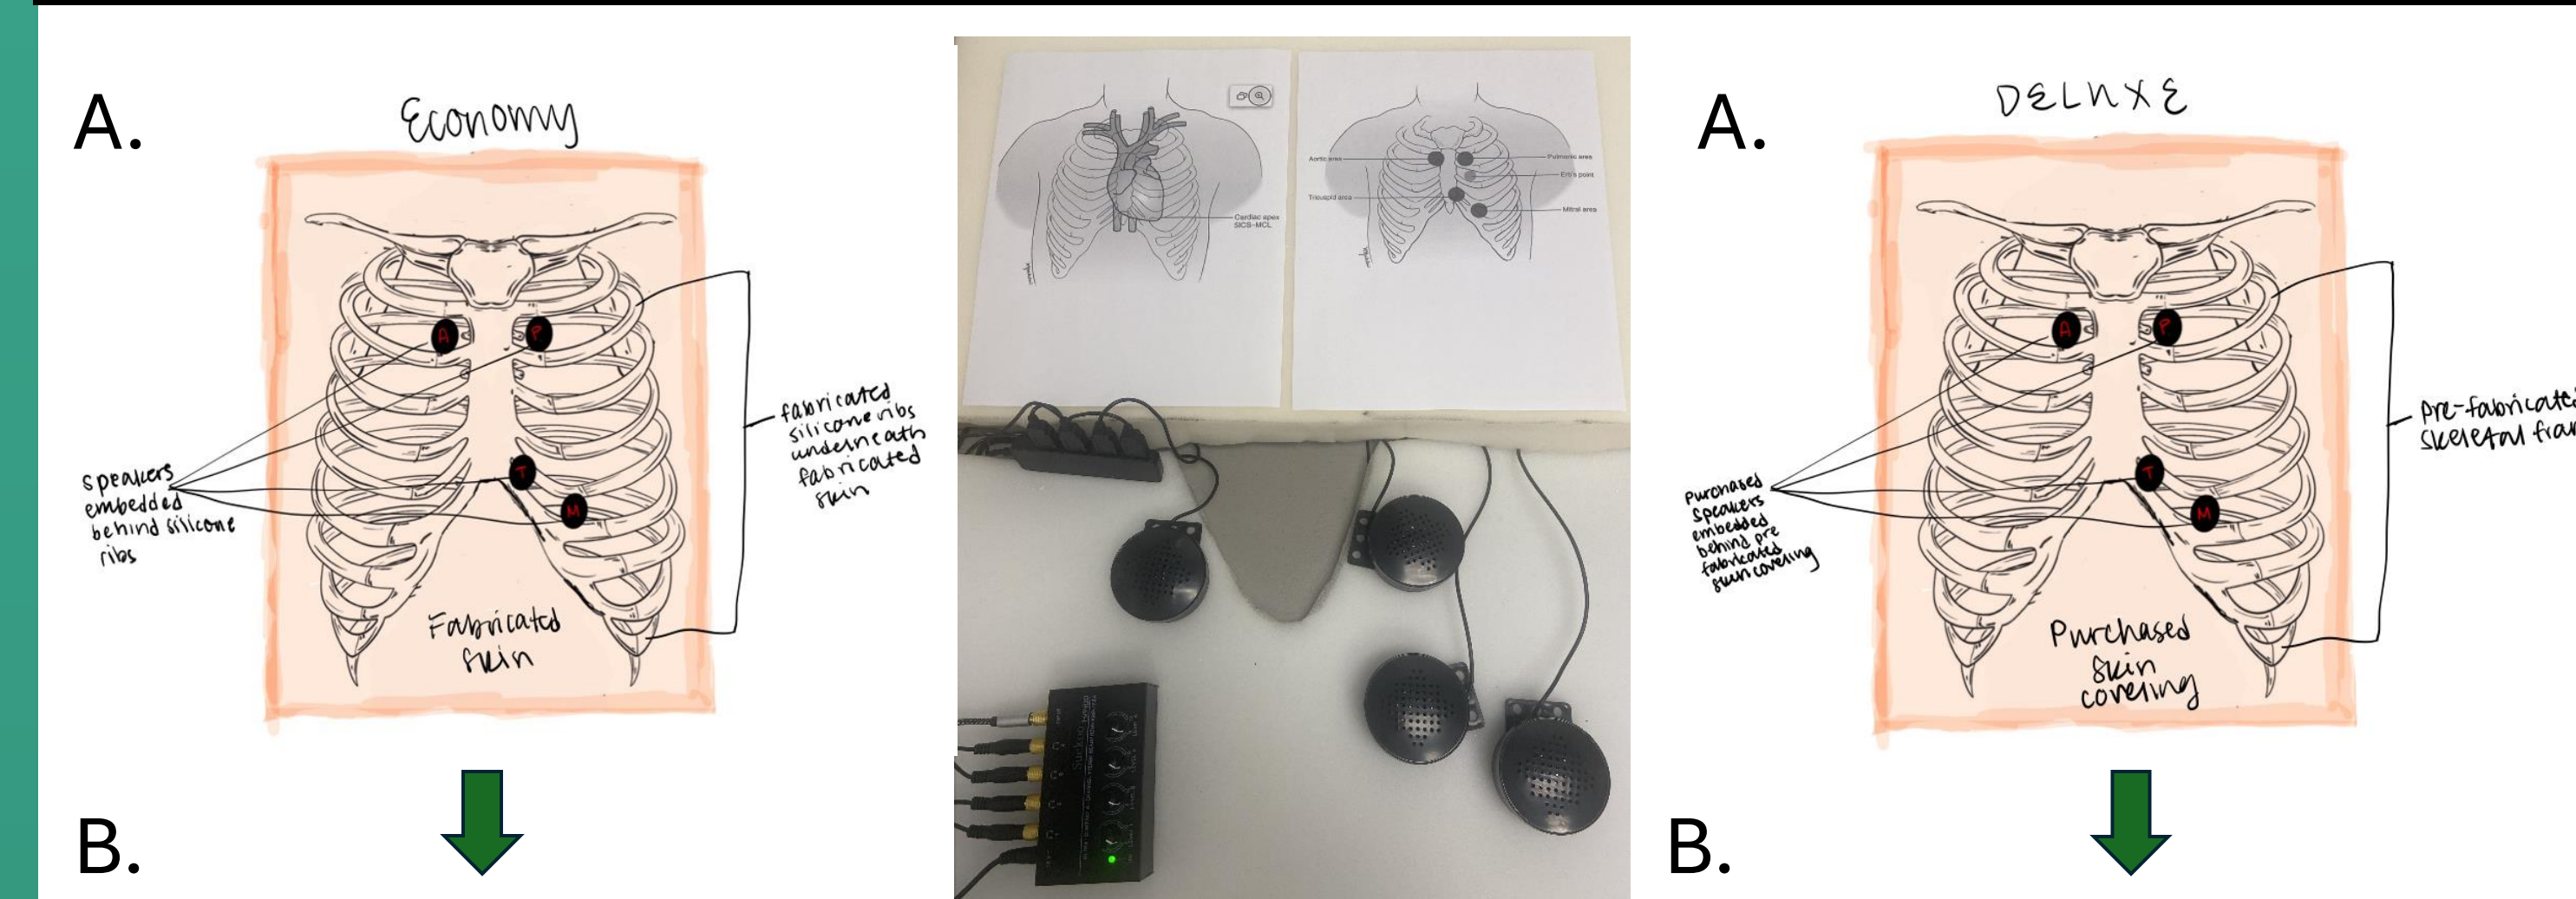 A.
Economy
A
P
T
M
speakers
embedded
behind silicone
ribs
fabricated
silicone ribs
underneath
fabricated
skin
Fabricated
skin
B.
Cardiac apex
5ICS-MCL
Aortic area
Pulmonic area
Erb's point
Tricuspid area
Mitral area
A.
DELUXE
A
P
T
M
Purchased
speakers
embedded
behind pre
fabricated
skin covering
Pre-fabricated
skeletal
Purchased
skin
covering
B.